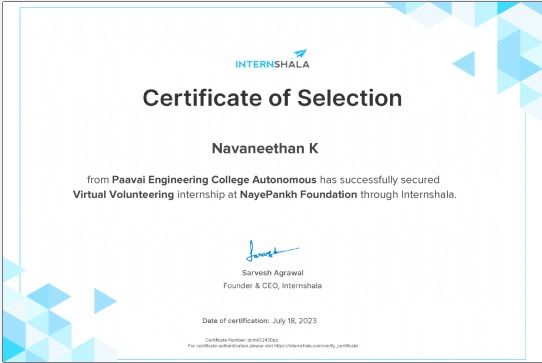 INTERNSHALA
Certificate of Selection
Navaneethan K
from Paavai Engineering College Autonomous has successfully secured
Virtual Volunteering internship at NayePankh Foundation through Internshala.
Sarvesh
Sarvesh Agrawal
Founder & CEO, Internshala
Date of certification: July 18, 2023
Certificate Number:
For certificate authentication please visit https://internshala.com/verify_certificate